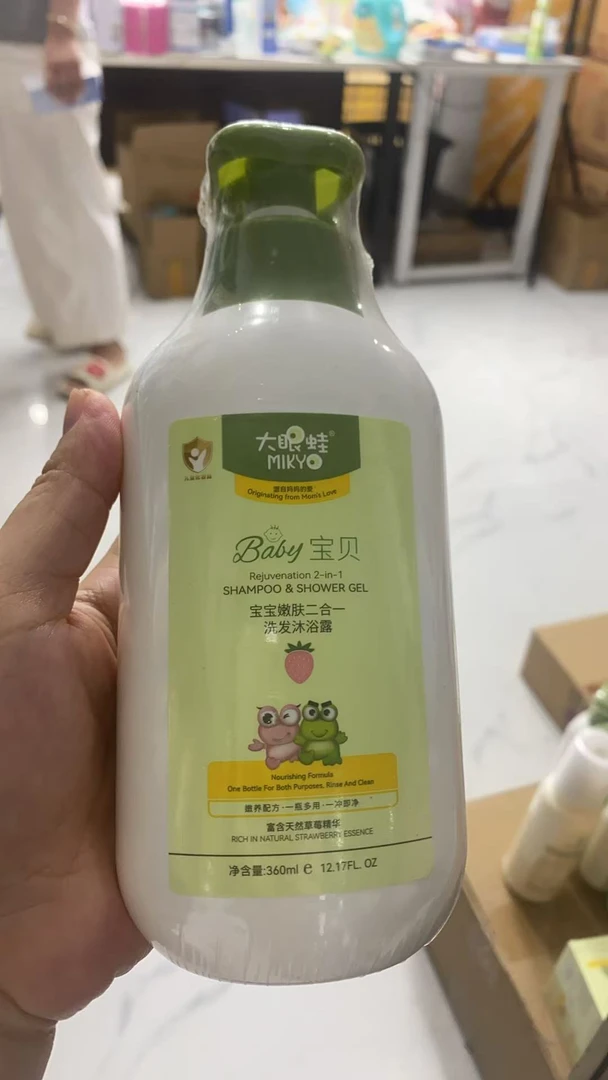 大眼蛙®
MIKYO
源自妈妈的爱
Originating from Mom's Love
Baby 宝贝
Rejuvenation 2-in-1
SHAMPOO & SHOWER GEL
宝宝嫩肤二合一
洗发沐浴露
Nourishing Formula
One Bottle For Both Purposes, Rinse And Clean
嫩养配方·一瓶多用·一冲即净
富含天然草莓精华
RICH IN NATURAL STRAWBERRY ESSENCE
净含量:360ml e 12.17FL. OZ